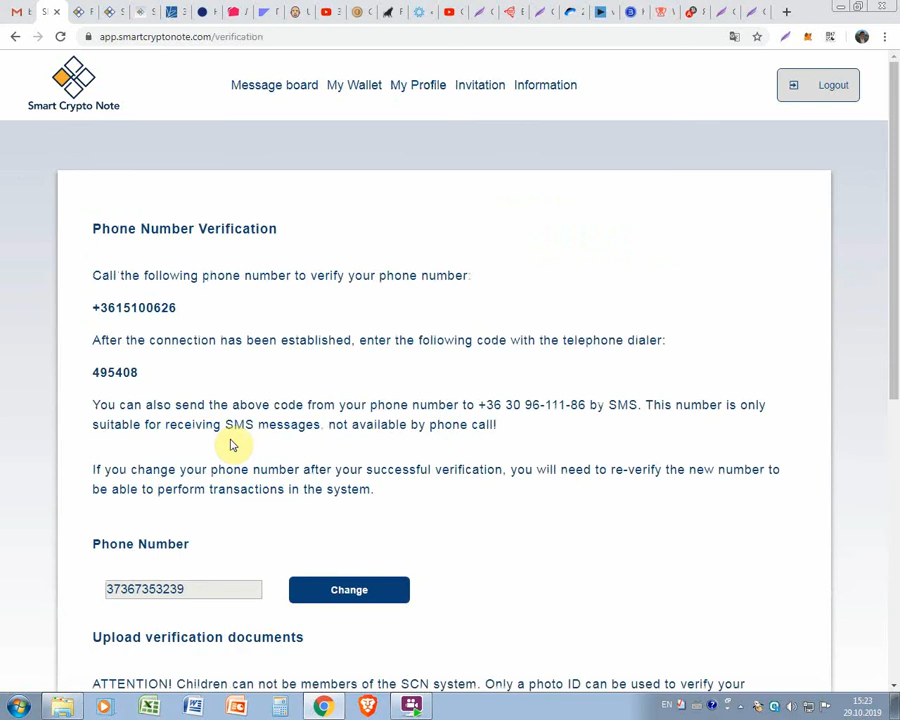 app.smartcryptonote.com/verification
Smart Crypto Note
Message board My Wallet My Profile Invitation Information
Logout
Phone Number Verification
Call the following phone number to verify your phone number:
+3615100626
After the connection has been established, enter the following code with the telephone dialer:
495408
You can also send the above code from your phone number to +36 30 96-111-86 by SMS. This number is only
suitable for receiving SMS messages. not available by phone call!
If you change your phone number after your successful verification, you will need to re-verify the new number to
be able to perform transactions in the system.
Phone Number
37367353239
Change
Upload verification documents
ATTENTION! Children can not be members of the SCN system. Only a photo ID can be used to verify your
EN
15:23
29.10.2019